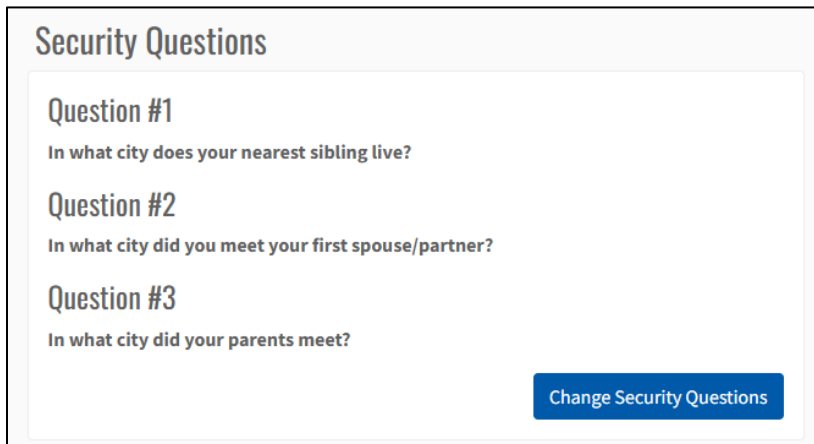 Security Questions
Question #1
In what city does your nearest sibling live?
Question #2
In what city did you meet your first spouse/partner?
Question #3
In what city did your parents meet?
Change Security Questions